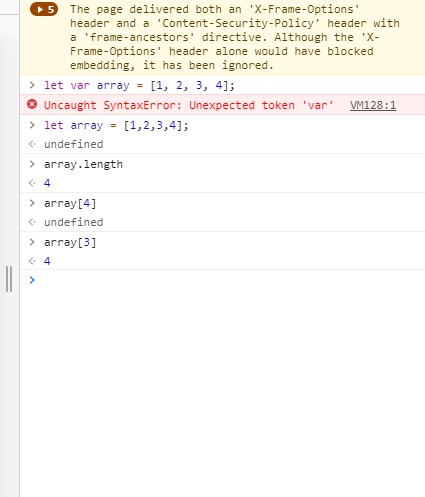 5 The page delivered both an 'X-Frame-Options'
header and a 'Content-Security-Policy' header with
a 'frame-ancestors' directive. Although the 'X-
Frame-Options' header alone would have blocked
embedding, it has been ignored.
> let var array = [1, 2, 3, 4];
Uncaught SyntaxError: Unexpected token 'var' VM128:1
> let array = [1,2,3,4];
undefined
> array.length
4
> array[4]
undefined
> array[3]
4
>